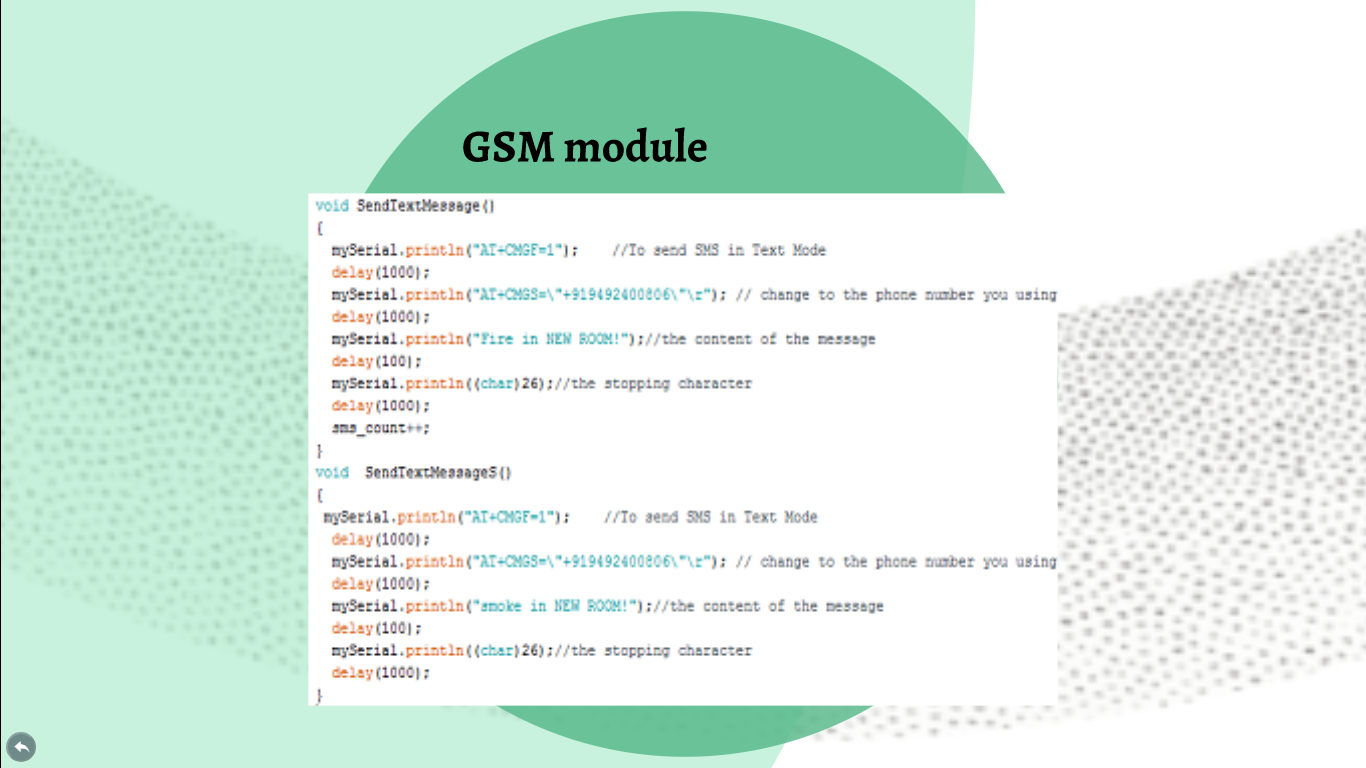 GSM module
void SendTextMessage()
{
mySerial.println("AT+CMGF=1"); //To send SMS in Text Mode
delay(1000);
mySerial.println("AT+CMGS=\"+919492400806\"\r"); // change to the phone number you using
delay(1000);
mySerial.println("Fire in NEW ROOM!");//the content of the message
delay(100);
mySerial.println((char)26);//the stopping character
delay(1000);
sms_count++;
}
void SendTextMessageS()
{
mySerial.println("AT+CMGF=1"); //To send SMS in Text Mode
delay(1000);
mySerial.println("AT+CMGS=\"+919492400806\"\r"); // change to the phone number you using
delay(1000);
mySerial.println("smoke in NEW ROOM!");//the content of the message
delay(100);
mySerial.println((char)26);//the stopping character
delay(1000);
}